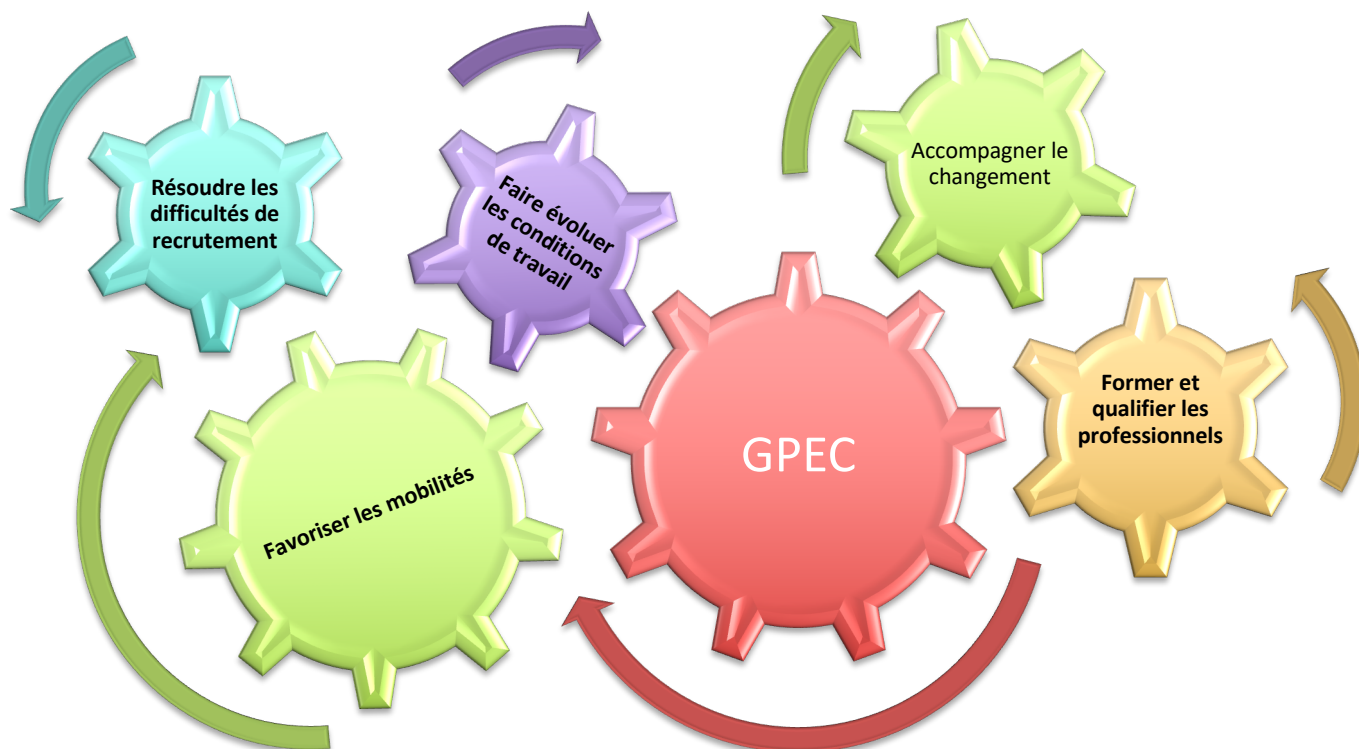 Résoudre les
difficultés de
recrutement
Faire évoluer
les conditions
de travail
Accompagner le
changement
Former et
qualifier les
professionnels
GPEC
Favoriser les mobilités